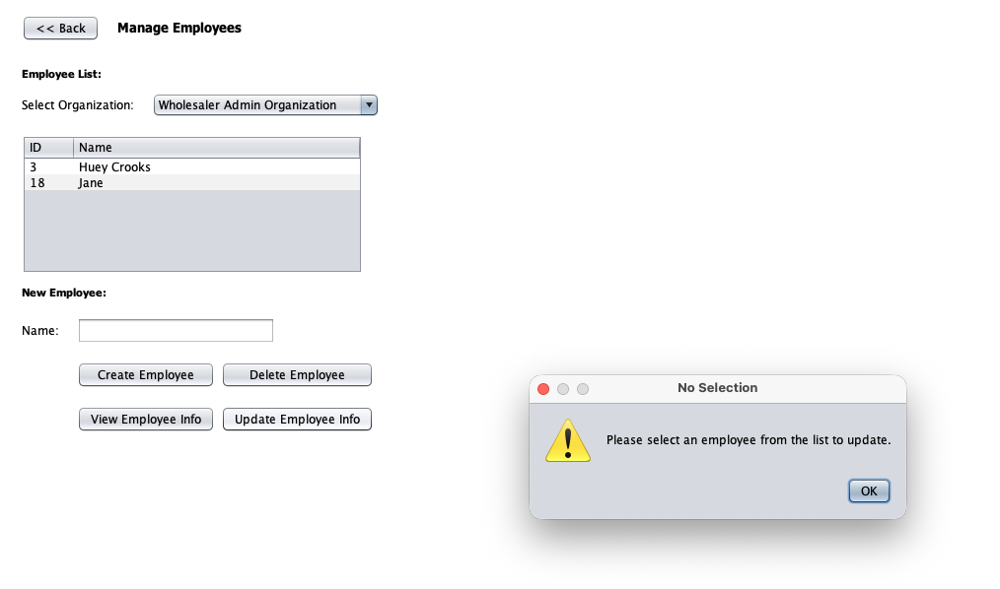 << Back
Manage Employees
Employee List:
Select Organization: Wholesaler Admin Organization
ID Name
3 Huey Crooks
18 Jane
New Employee:
Name:
Create Employee Delete Employee
View Employee Info Update Employee Info
No Selection
Please select an employee from the list to update.
OK